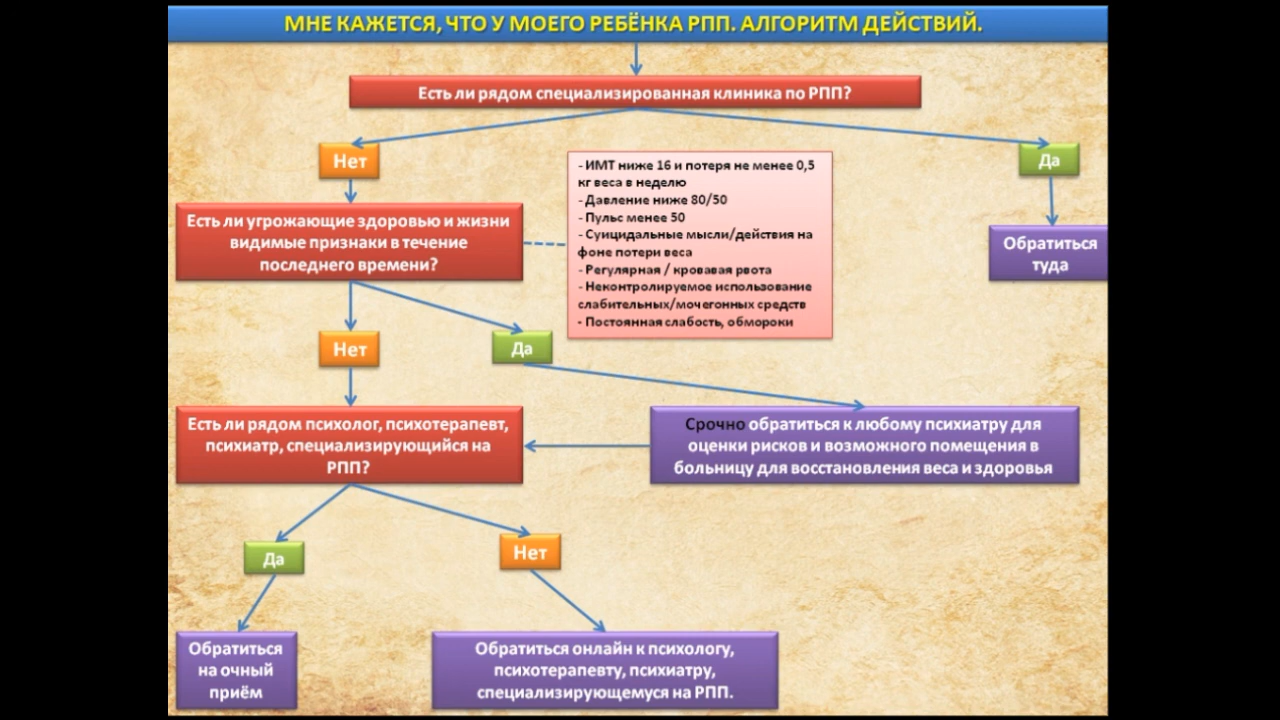 МНЕ КАЖЕТСЯ, ЧТО У МОЕГО РЕБЁНКА РПП. АЛГОРИТМ ДЕЙСТВИЙ.
Есть ли рядом специализированная клиника по РПП?
Нет
Да
- ИМТ ниже 16 и потеря не менее 0,5
кг веса в неделю
- Давление ниже 80/50
- Пульс менее 50
- Суицидальные мысли/действия на
фоне потери веса
- Регулярная / кровавая рвота
- Неконтролируемое использование
слабительных/мочегонных средств
- Постоянная слабость, обмороки
Есть ли угрожающие здоровью и жизни
видимые признаки в течение
последнего времени?
Обратиться
туда
Нет
Да
Есть ли рядом психолог, психотерапевт,
психиатр, специализирующийся на
РПП?
Срочно обратиться к любому психиатру для
оценки рисков и возможного помещения в
больницу для восстановления веса и здоровья
Да
Нет
Обратиться
на очный
приём
Обратиться онлайн к психологу,
психотерапевту, психиатру,
специализирующемуся на РПП.